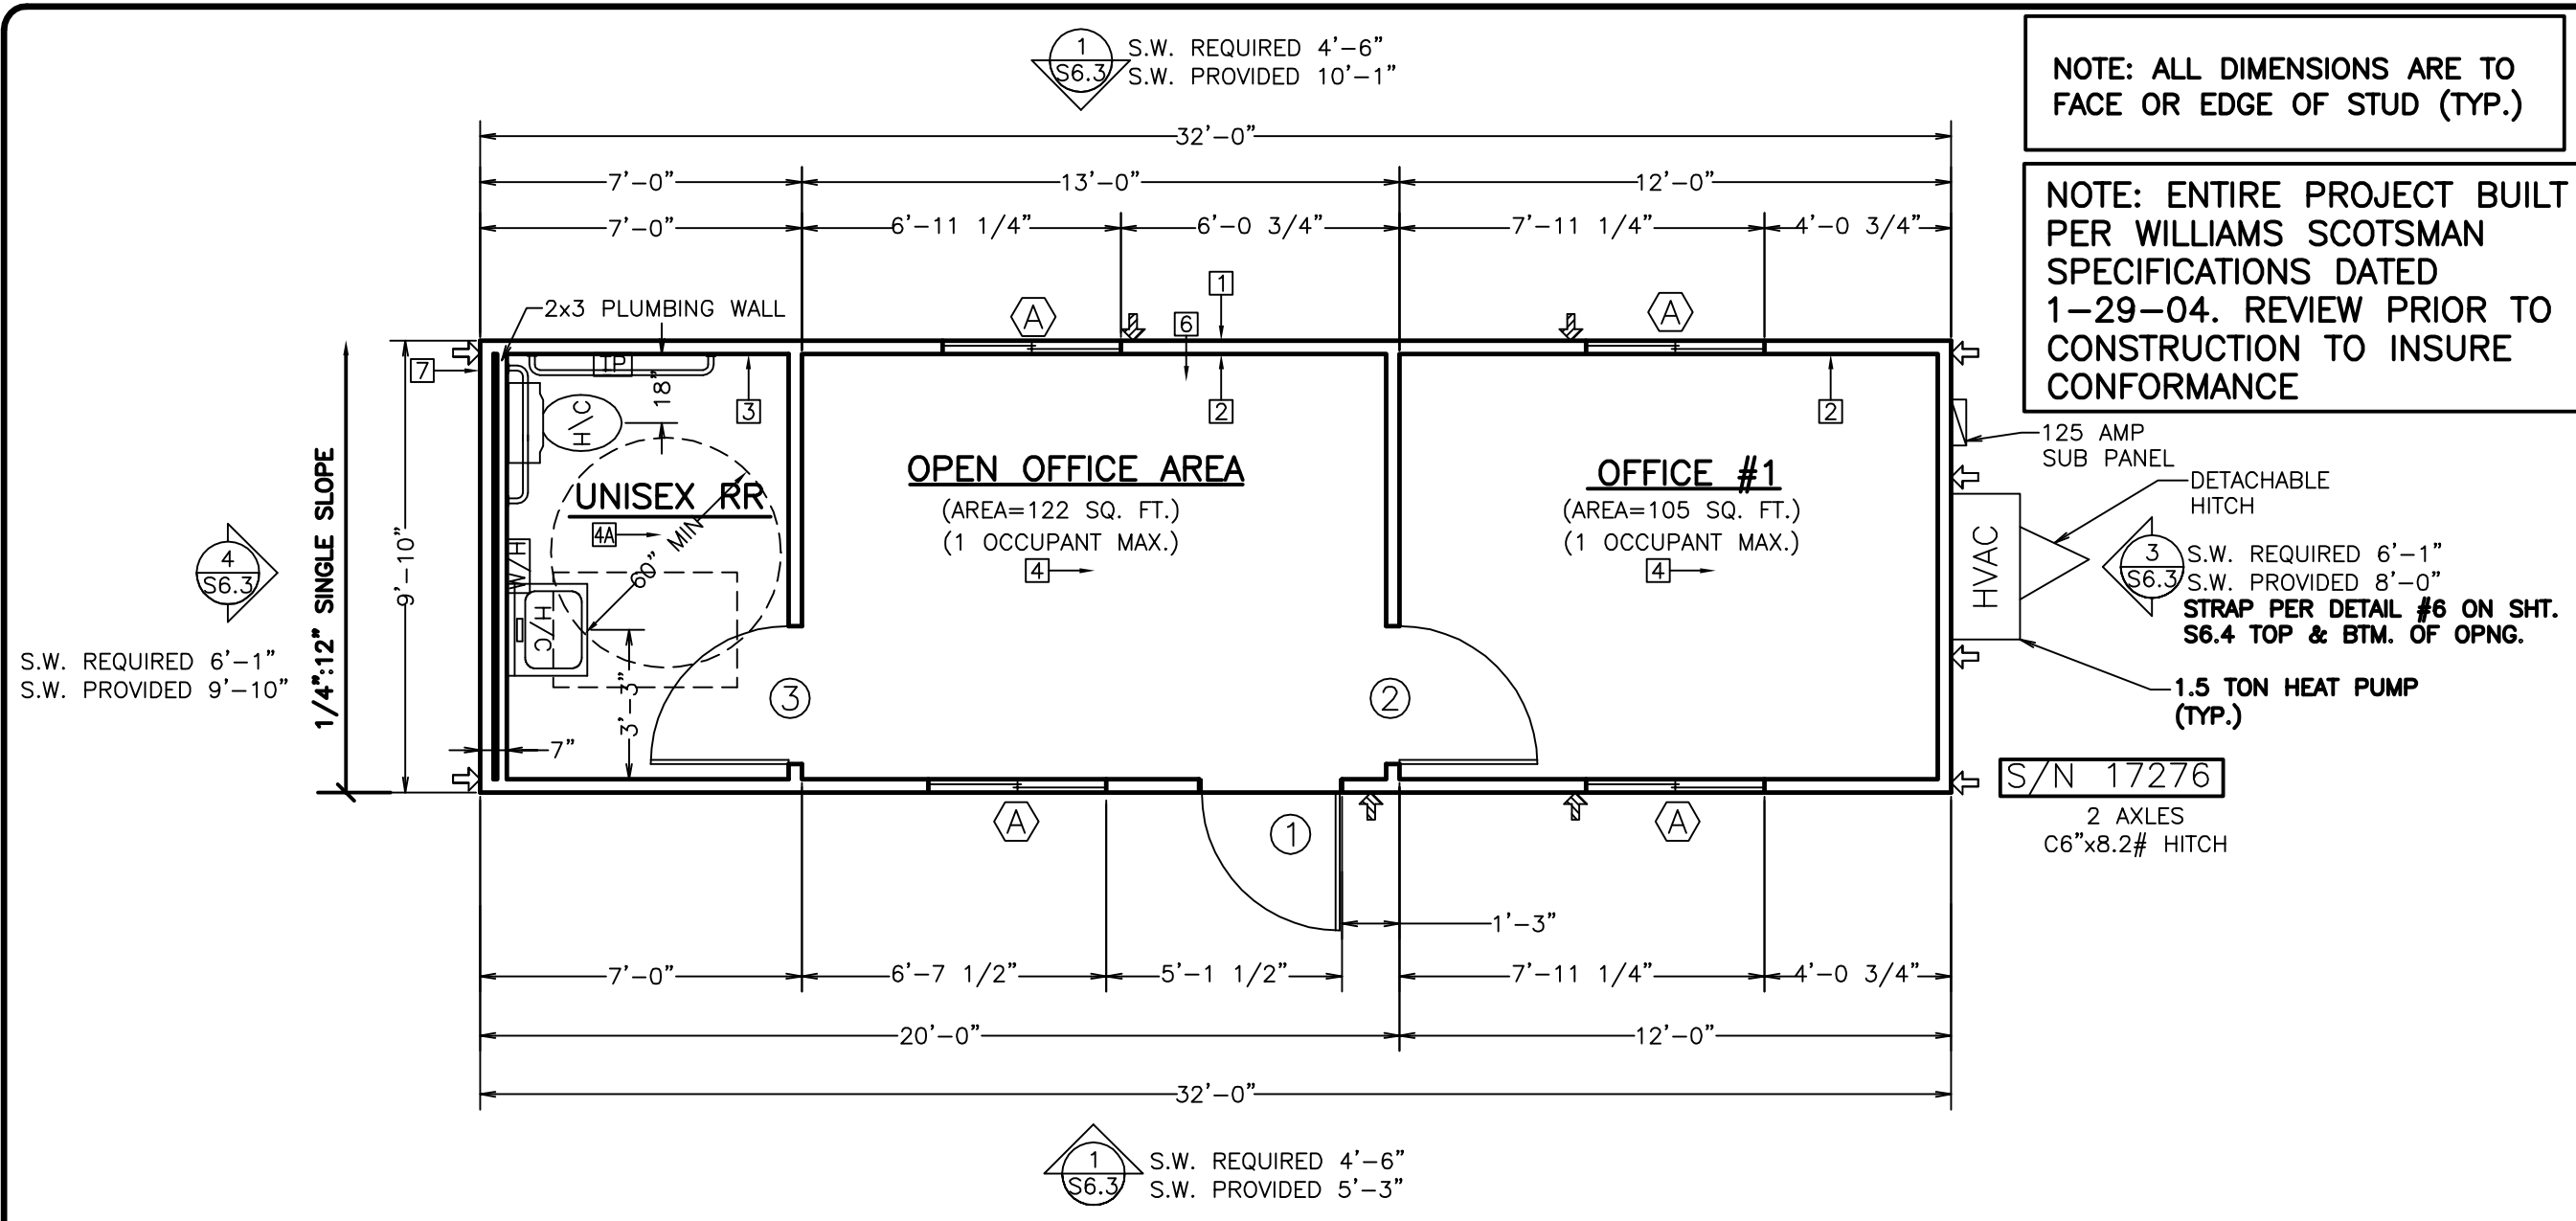 1
S6.3
S.W. REQUIRED 4'-6"
S.W. PROVIDED 10'-1"
NOTE: ALL DIMENSIONS ARE TO
FACE OR EDGE OF STUD (TYP.)
32'-0"
7'-0" 13'-0" 12'-0"
7'-0" 6'-11 1/4" 6'-0 3/4" 7'-11 1/4" 4'-0 3/4"
NOTE: ENTIRE PROJECT BUILT
PER WILLIAMS SCOTSMAN
SPECIFICATIONS DATED
1-29-04. REVIEW PRIOR TO
CONSTRUCTION TO INSURE
CONFORMANCE
2x3 PLUMBING WALL
A
1
6
A
7
TP
18"
3
2
2
H/C
125 AMP
SUB PANEL
DETACHABLE
HITCH
UNISEX RR
4A
60" MIN
OPEN OFFICE AREA
(AREA=122 SQ. FT.)
(1 OCCUPANT MAX.)
4
OFFICE #1
(AREA=105 SQ. FT.)
(1 OCCUPANT MAX.)
4
1/4":12" SINGLE SLOPE
9'-10"
4
S6.3
S.W. REQUIRED 6'-1"
S.W. PROVIDED 9'-10"
W/H
H/C
3'-3"
7"
3
2
HVAC
3
S6.3
S.W. REQUIRED 6'-1"
S.W. PROVIDED 8'-0"
STRAP PER DETAIL #6 ON SHT.
S6.4 TOP & BTM. OF OPNG.
1.5 TON HEAT PUMP
(TYP.)
S/N 17276
2 AXLES
C6"x8.2# HITCH
A
1
A
1'-3"
7'-0" 6'-7 1/2" 5'-1 1/2" 7'-11 1/4" 4'-0 3/4"
20'-0" 12'-0"
32'-0"
1
S6.3
S.W. REQUIRED 4'-6"
S.W. PROVIDED 5'-3"